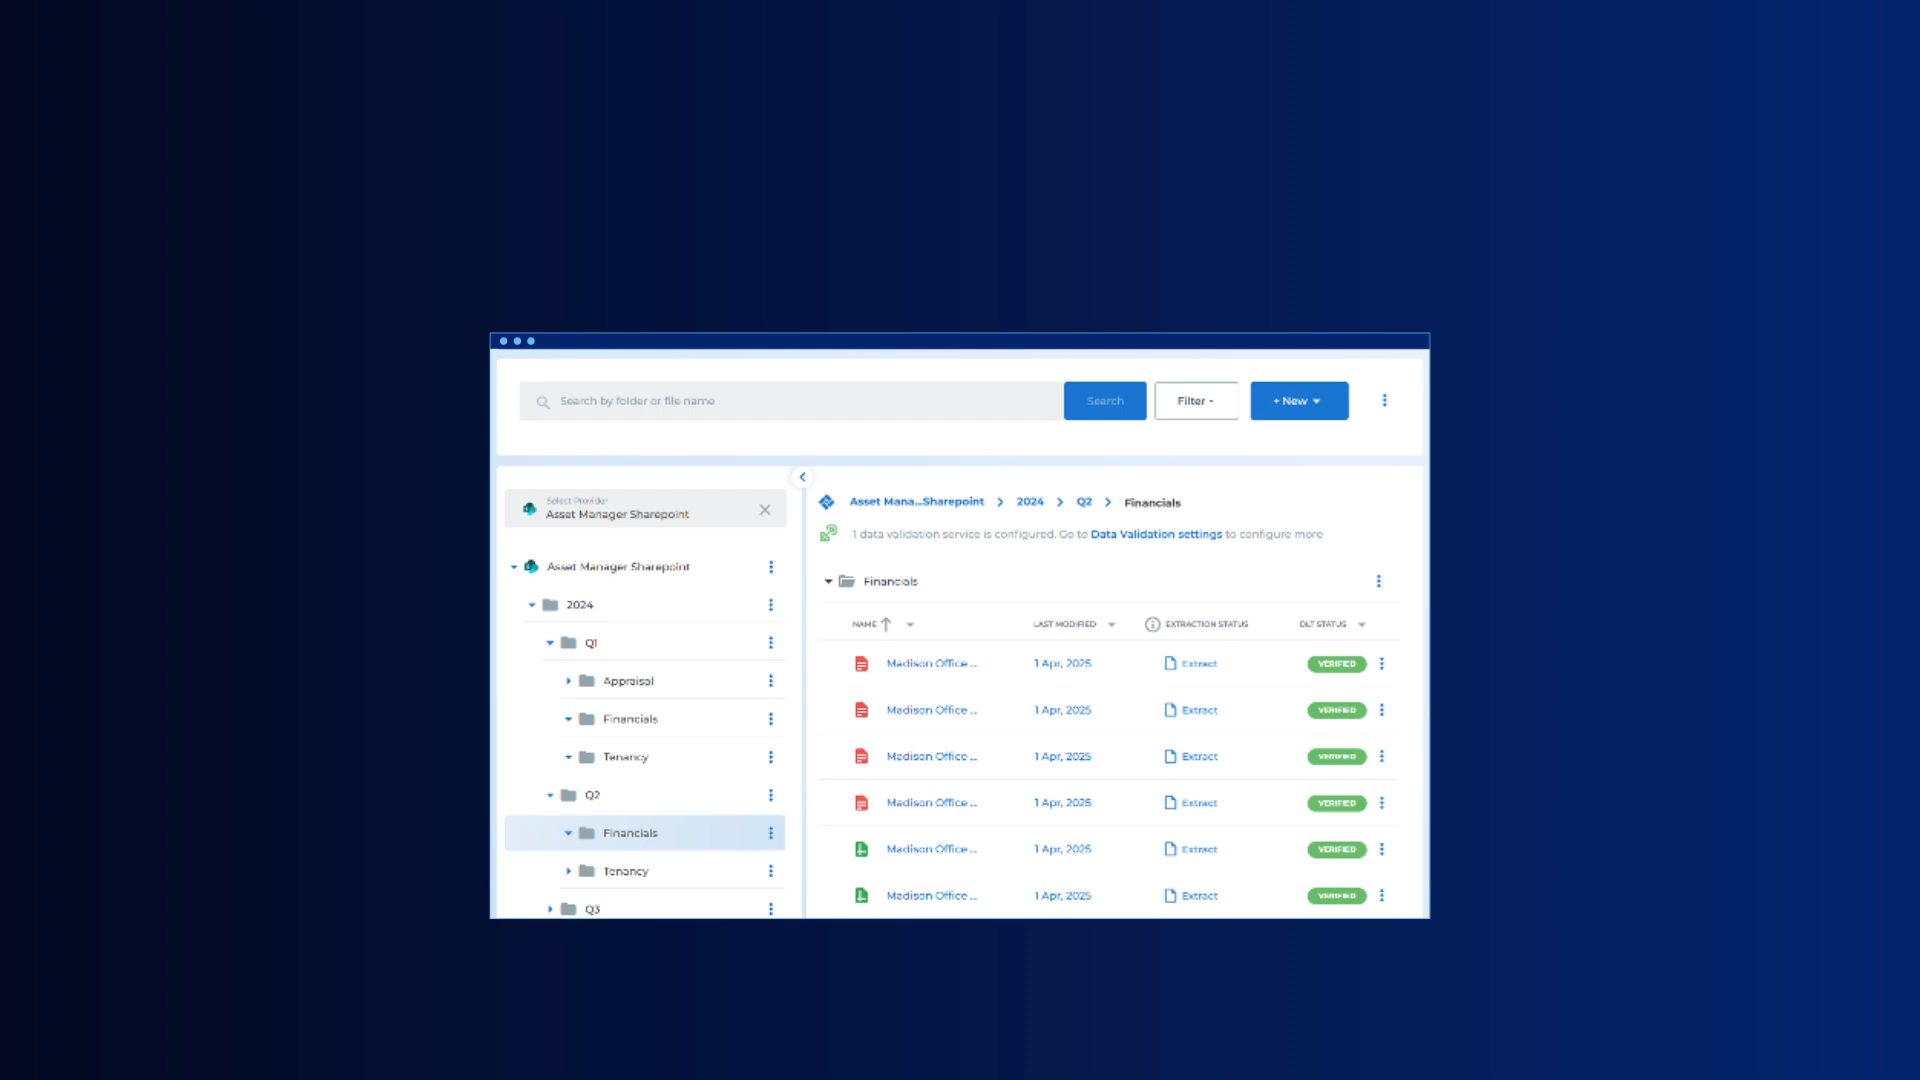 Search by folder or file name
Search
Filter -
+ New
Select Provider
Asset Manager Sharepoint
Asset Manager Sharepoint
2024
Q1
Appraisal
Financials
Tenancy
Q2
Financials
Tenancy
Q3
Asset Mana...Sharepoint > 2024 > Q2 > Financials
1 data validation service is configured. Go to Data Validation settings to configure more
Financials
NAME LAST MODIFIED EXTRACTION STATUS DLT STATUS
Madison Office ... 1 Apr, 2025 Extract VERIFIED
Madison Office ... 1 Apr, 2025 Extract VERIFIED
Madison Office ... 1 Apr, 2025 Extract VERIFIED
Madison Office ... 1 Apr, 2025 Extract VERIFIED
Madison Office ... 1 Apr, 2025 Extract VERIFIED
Madison Office ... 1 Apr, 2025 Extract VERIFIED